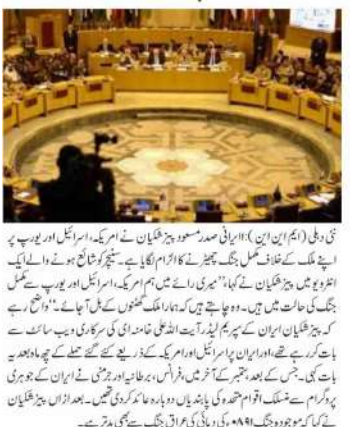 نئی دہلی (ایم این این): ایرانی صدر مسعود پیزشکیان نے امریکہ، اسرائیل اور یورپ پر
اپنے ملک کے خلاف مکمل جنگ چھیڑنے کا الزام لگایا ہے۔ سنیچر کو شائع ہونے والے ایک
انٹرویو میں پیزشکیان نے کہا، ”میری رائے میں ہم امریکہ، اسرائیل اور یورپ سے مکمل
جنگ کی حالت میں ہیں۔ وہ چاہتے ہیں کہ ہمارا ملک گھٹنوں کے بل آجائے۔“ واضح رہے
کہ پیزشکیان ایران کے سپریم لیڈر آیت اللہ علی خامنہ ای کی سرکاری ویب سائٹ سے
بات کر رہے تھے، اور ایران پر اسرائیل اور امریکہ کے ذریعے کئے گئے حملے کے چھ ماہ بعد یہ
بات کہی۔ جس کے بعد، ستمبر کے آخر میں، فرانس، برطانیہ اور جرمنی نے ایران کے جوہری
پروگرام سے منسلک اقوام متحدہ کی پابندیاں دوبارہ عائد کر دی تھیں۔ بعد ازاں پیزشکیان
نے کہا کہ موجودہ جنگ ۰۸۹۱ء کی دہائی کی عراق جنگ سے بھی بدتر ہے۔